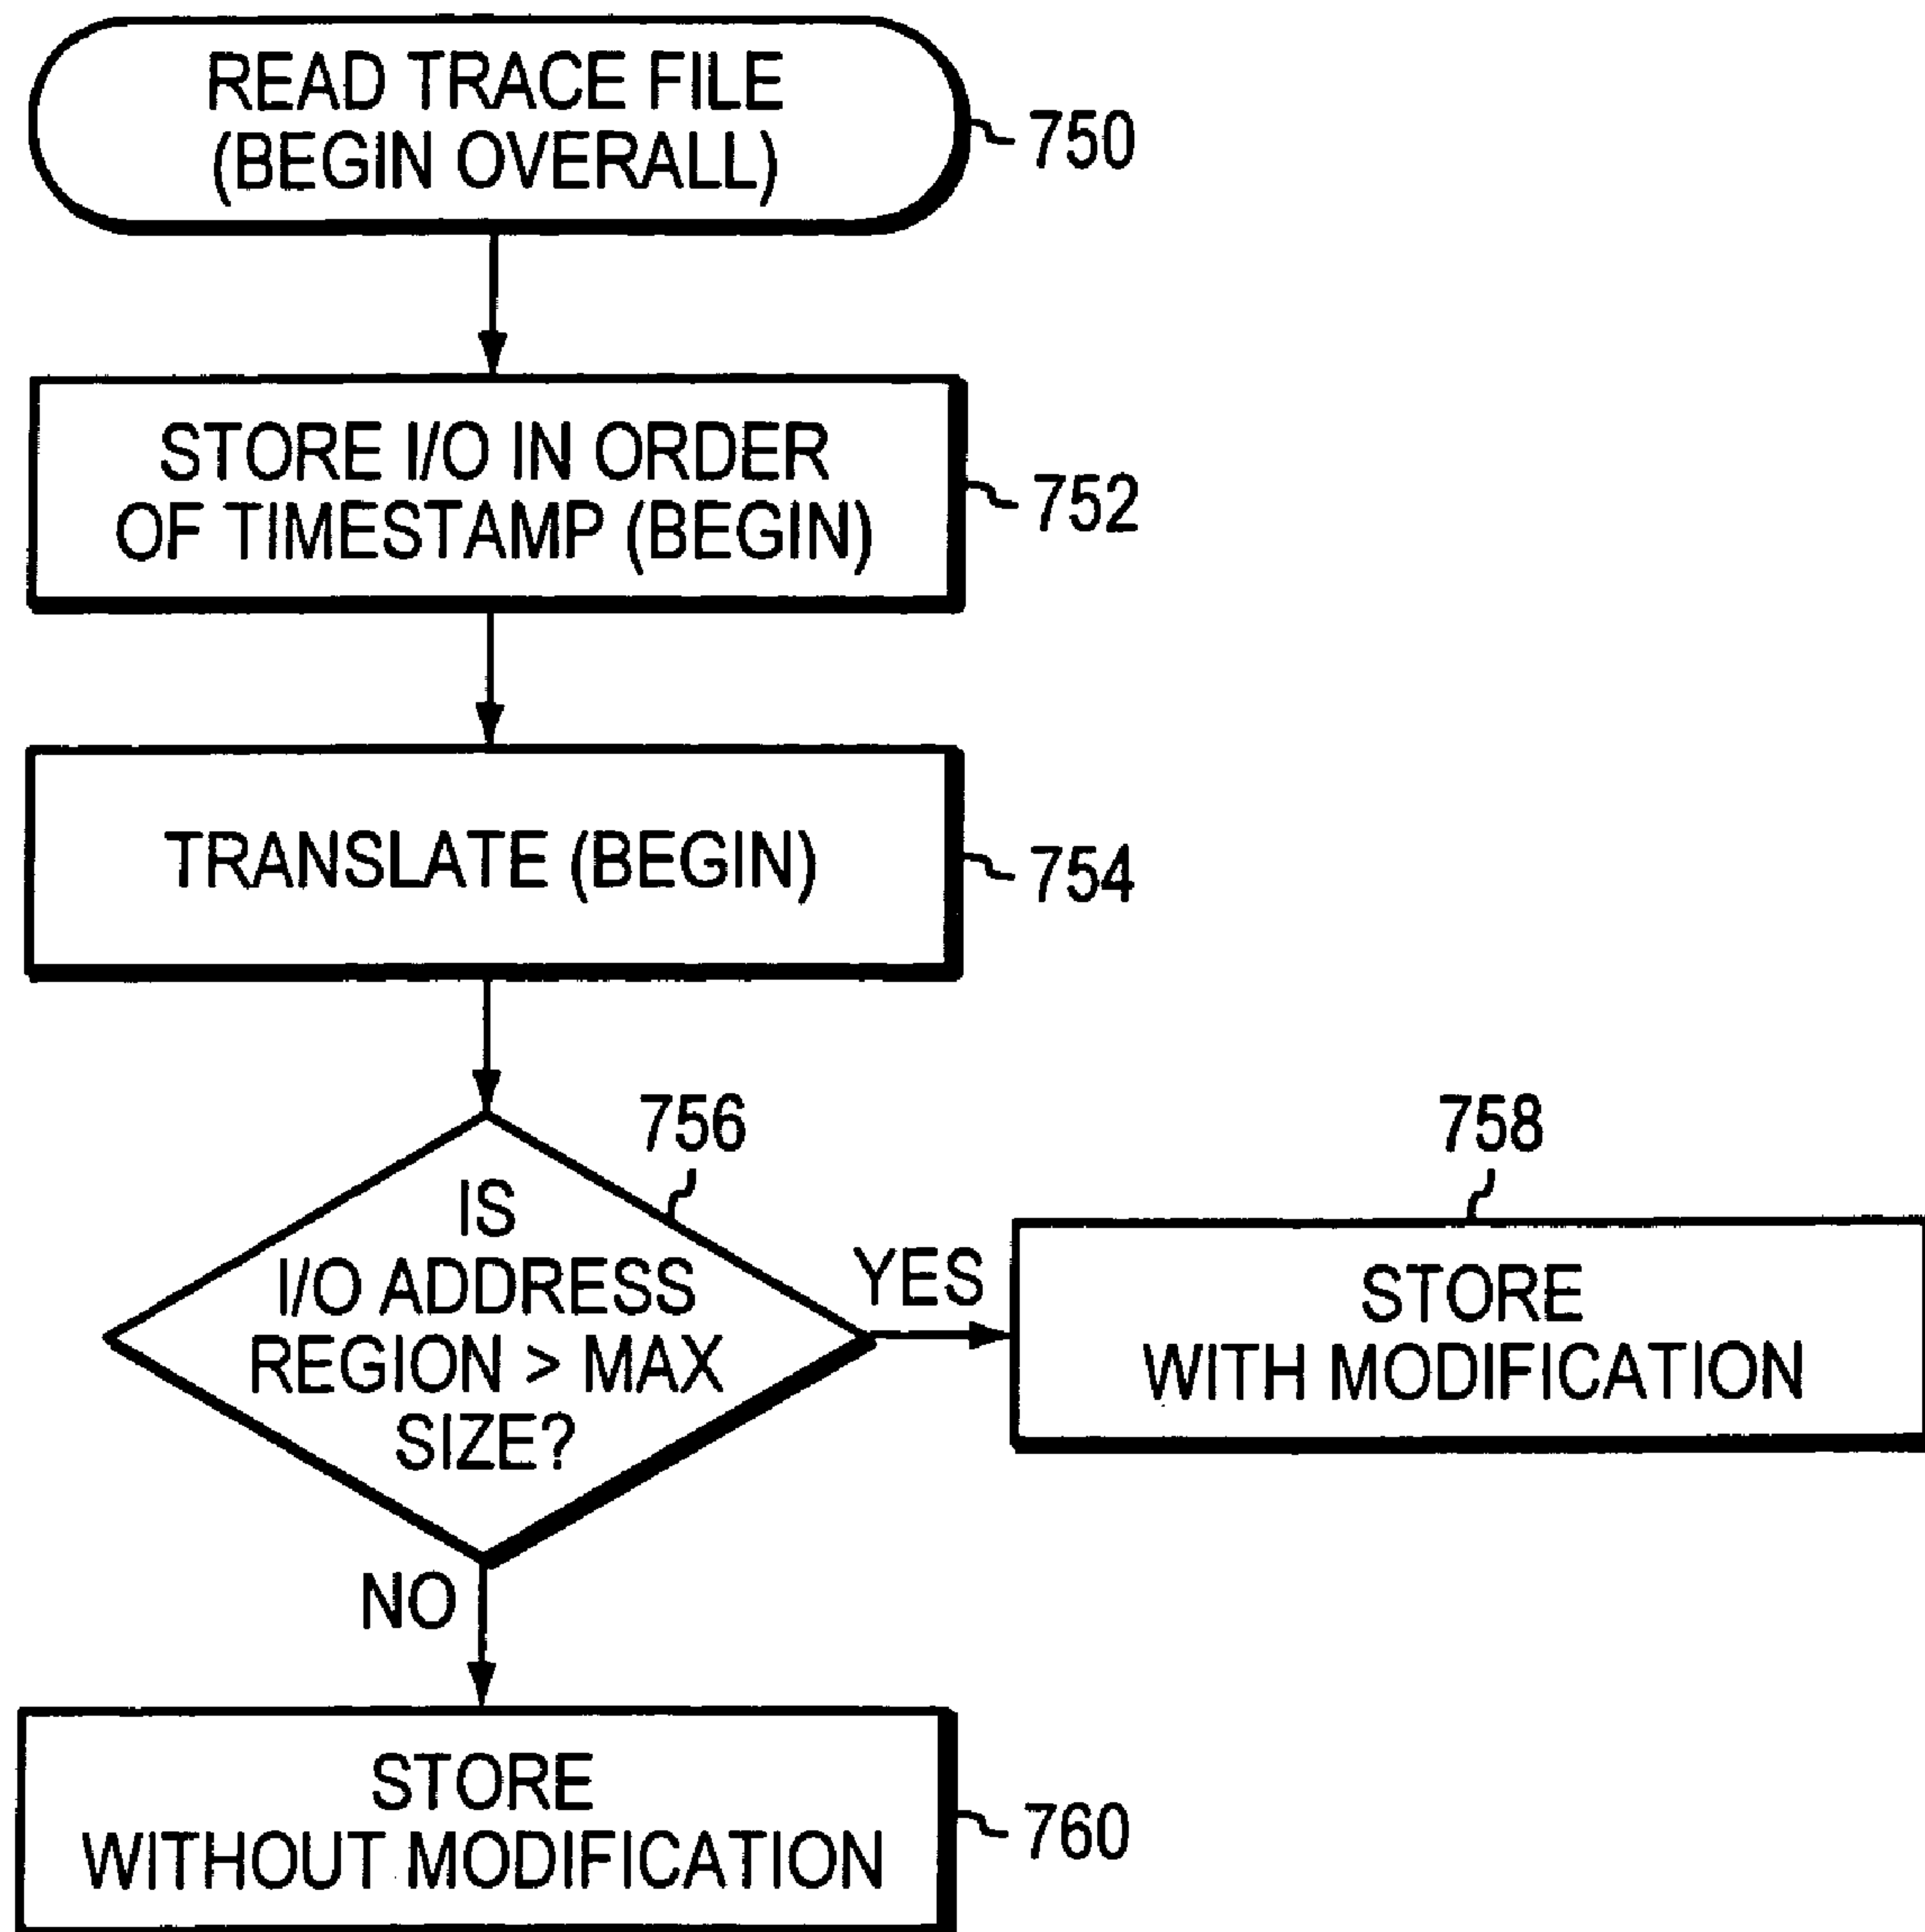 READ TRACE FILE
(BEGIN OVERALL)
750
STORE I/O IN ORDER
OF TIMESTAMP (BEGIN)
752
TRANSLATE (BEGIN)
754
756
IS
I/O ADDRESS
REGION > MAX
SIZE?
YES
758
STORE
WITH MODIFICATION
NO
STORE
WITHOUT MODIFICATION
760